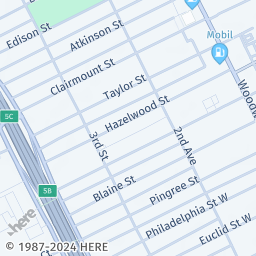 Edison St
Atkinson St
Mobil
Clairmount St
Taylor St
Hazelwood St
5C
3rd St
2nd Ave
5B
Blaine St
Pingree St
here
Philadelphia St W
Euclid St W
© 1987-2024 HERE
Ct